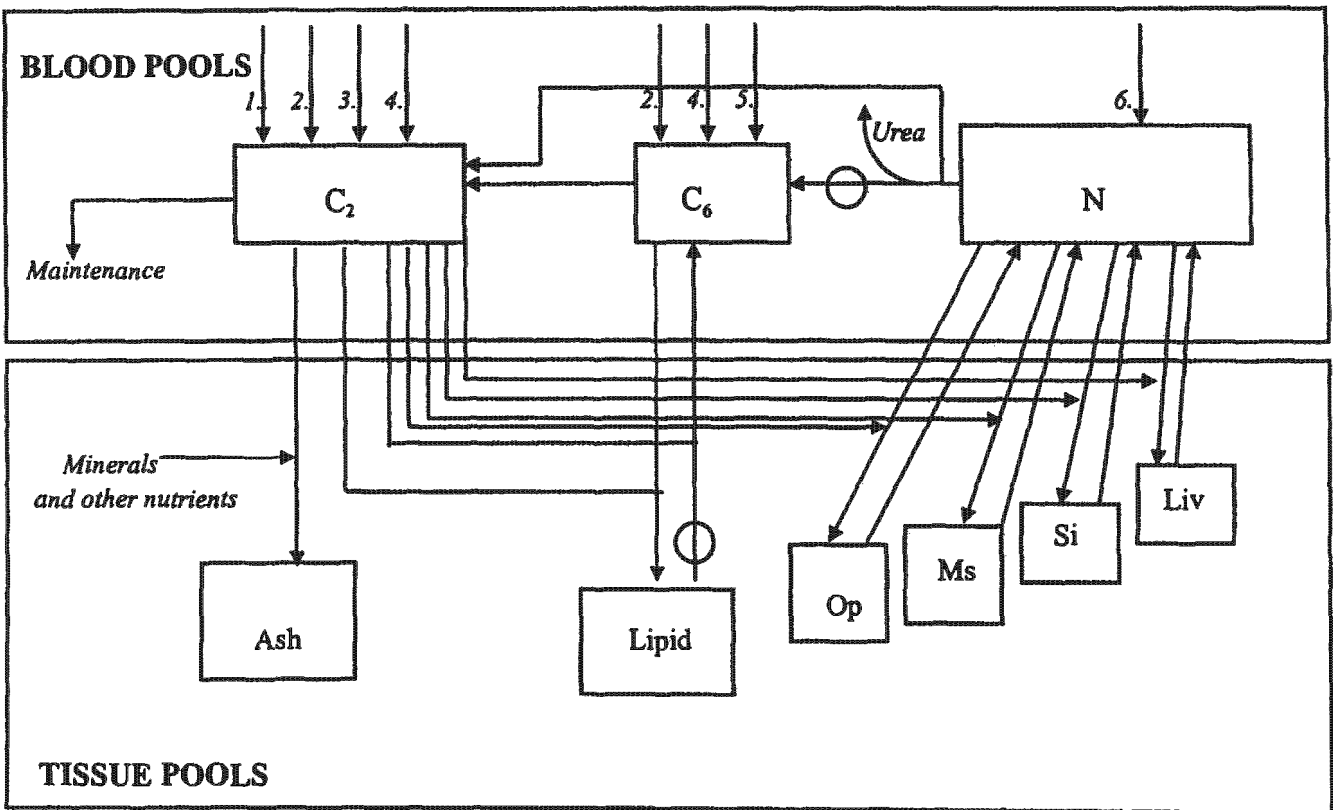 BLOOD POOLS
1.
2.
3.
4.
2.
4.
5.
6.
Urea
C₂
C₆
N
Maintenance
Minerals
and other nutrients
Ash
Lipid
Op
Ms
Si
Liv
TISSUE POOLS